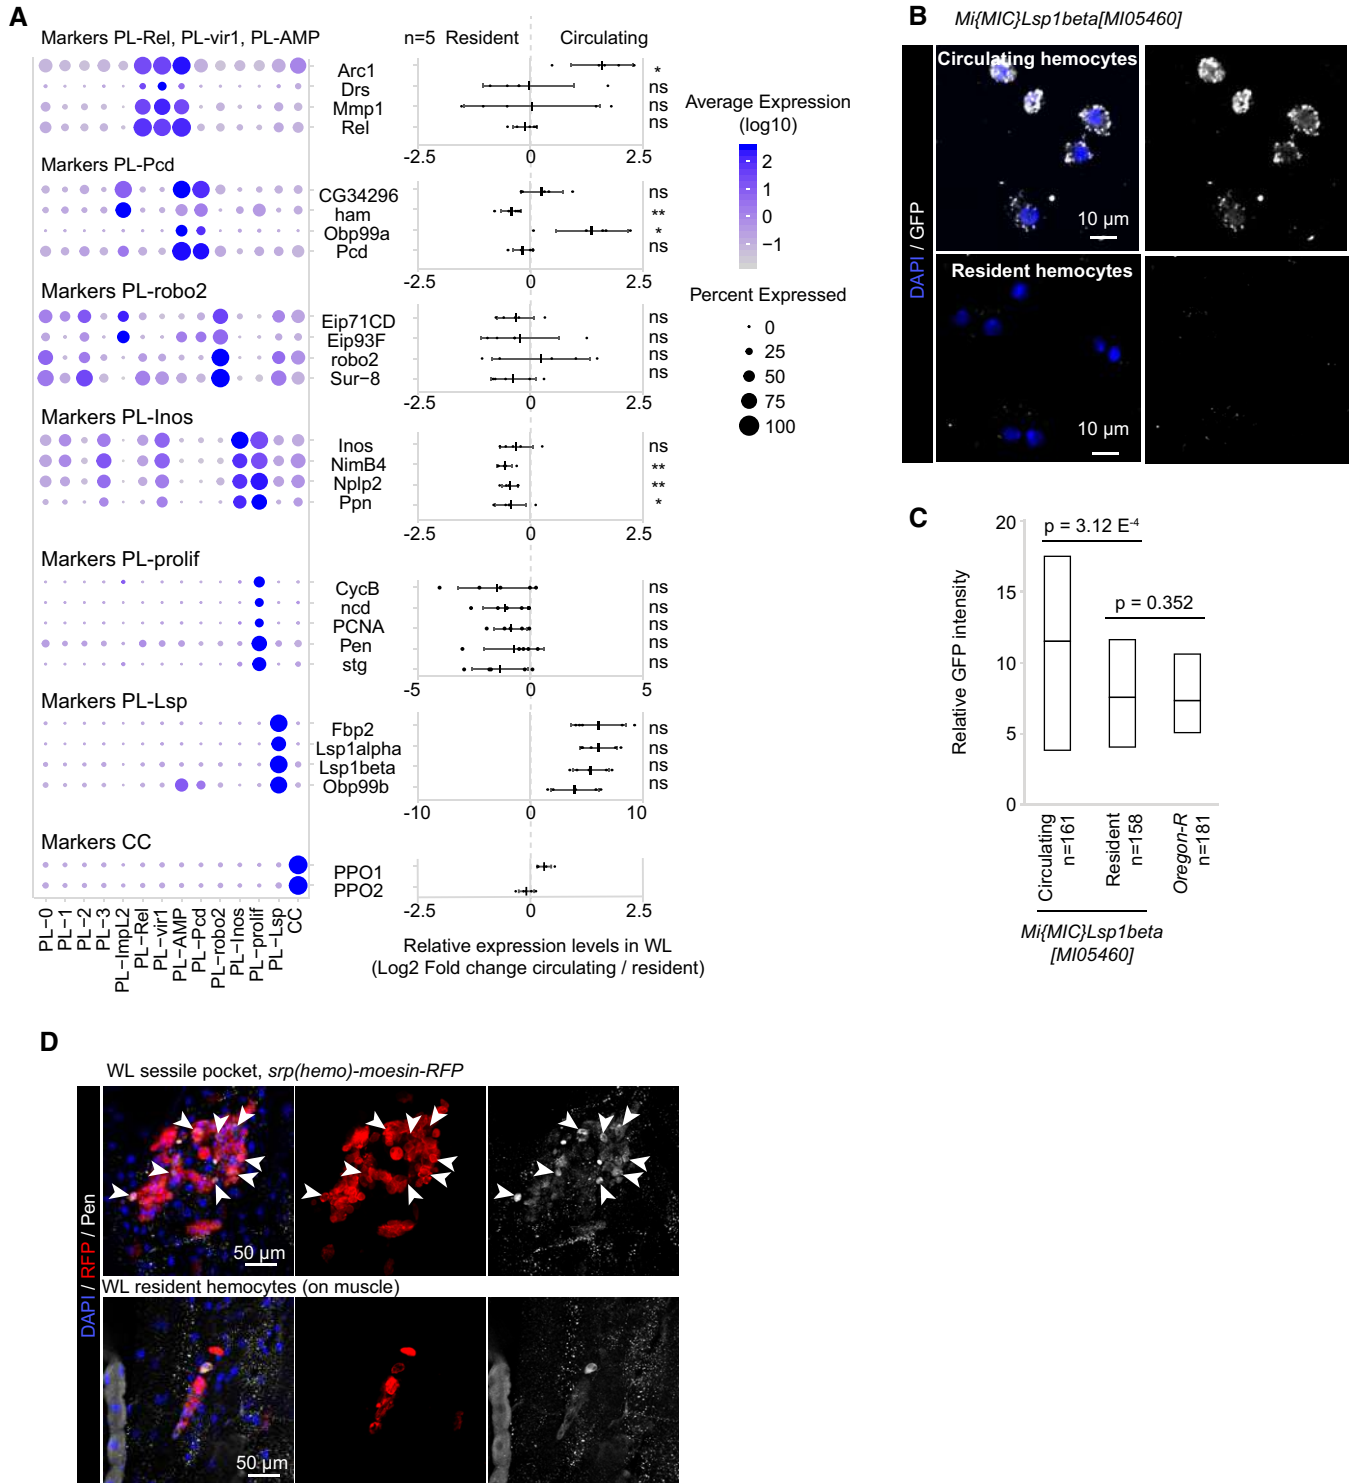 A
Markers PL-Rel, PL-vir1, PL-AMP
n=5 Resident Circulating
Arc1 *
Drs ns
Mmp1 ns
Rel ns
-2.5 0 2.5
Markers PL-Pcd
CG34296 ns
ham **
Obp99a *
Pcd ns
-2.5 0 2.5
Markers PL-robo2
Eip71CD ns
Eip93F ns
robo2 ns
Sur−8 ns
-2.5 0 2.5
Markers PL-Inos
Inos ns
NimB4 **
Nplp2 **
Ppn *
-2.5 0 2.5
Markers PL-prolif
CycB ns
ncd ns
PCNA ns
Pen ns
stg ns
-5 0 5
Markers PL-Lsp
Fbp2 ns
Lsp1alpha ns
Lsp1beta ns
Obp99b ns
-10 0 10
Markers CC
PPO1
PPO2
-2.5 0 2.5
PL−0
PL−1
PL−2
PL−3
PL−ImpL2
PL−Rel
PL−vir1
PL−AMP
PL−Pcd
PL−robo2
PL−Inos
PL−prolif
PL−Lsp
CC
Relative expression levels in WL
(Log2 Fold change circulating / resident)
Average Expression
(log10)
2
1
0
−1
Percent Expressed
0
25
50
75
100
B
Mi{MIC}Lsp1beta[MI05460]
DAPI / GFP
Circulating hemocytes
10 µm
Resident hemocytes
10 µm
C
Relative GFP intensity
20
15
10
5
0
p = 3.12 E-4
p = 0.352
Circulating
n=161
Resident
n=158
Oregon-R
n=181
Mi{MIC}Lsp1beta
[MI05460]
D
WL sessile pocket, srp(hemo)-moesin-RFP
DAPI / RFP / Pen
50 µm
WL resident hemocytes (on muscle)
50 µm